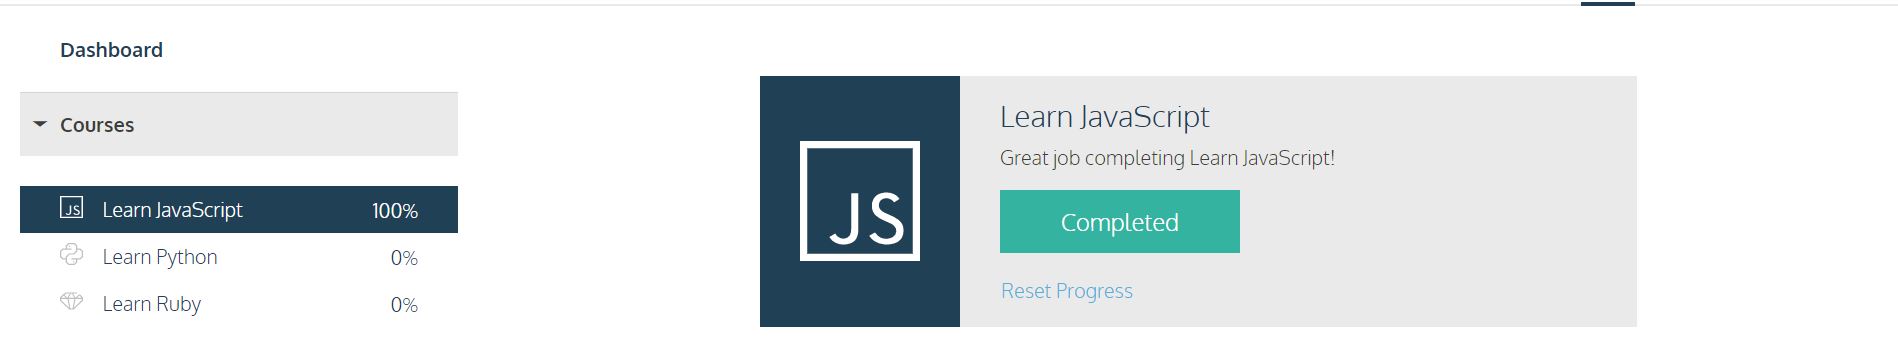 Dashboard
Courses
JS Learn JavaScript 100%
Learn Python 0%
Learn Ruby 0%
JS
Learn JavaScript
Great job completing Learn JavaScript!
Completed
Reset Progress